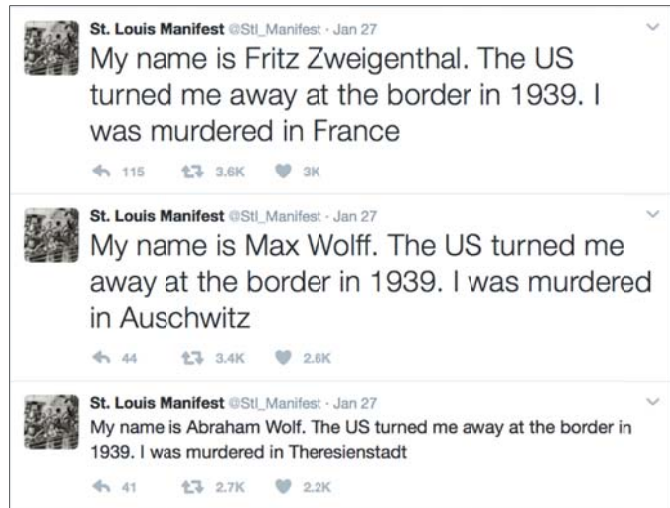 St. Louis Manifest @Stl_Manifest · Jan 27
My name is Fritz Zweigenthal. The US
turned me away at the border in 1939. I
was murdered in France
115 3.6K 3K
St. Louis Manifest @Stl_Manifest · Jan 27
My name is Max Wolff. The US turned me
away at the border in 1939. I was murdered
in Auschwitz
44 3.4K 2.6K
St. Louis Manifest @Stl_Manifest · Jan 27
My name is Abraham Wolf. The US turned me away at the border in
1939. I was murdered in Theresienstadt
41 2.7K 2.2K